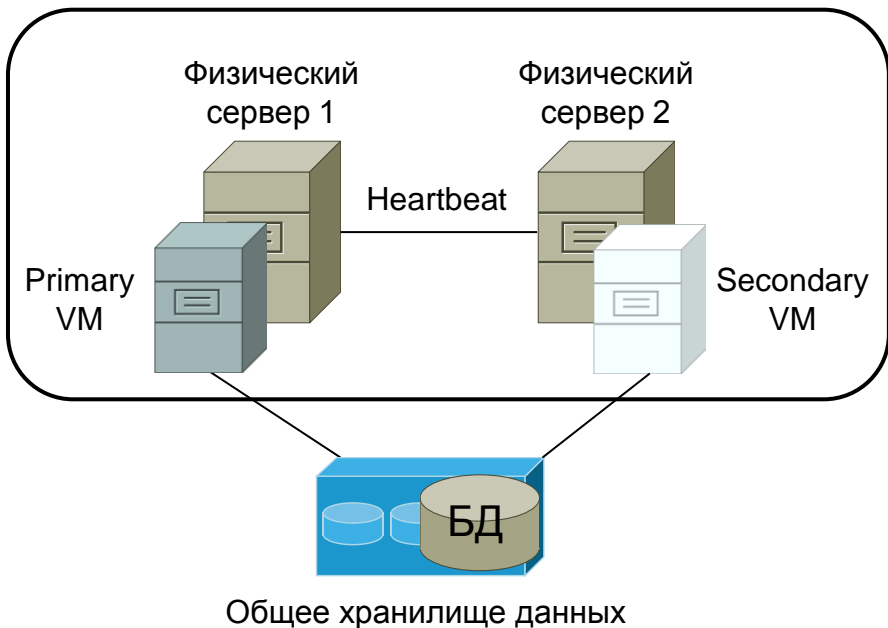 Физический
сервер 1
Физический
сервер 2
Heartbeat
Primary
VM
Secondary
VM
БД
Общее хранилище данных